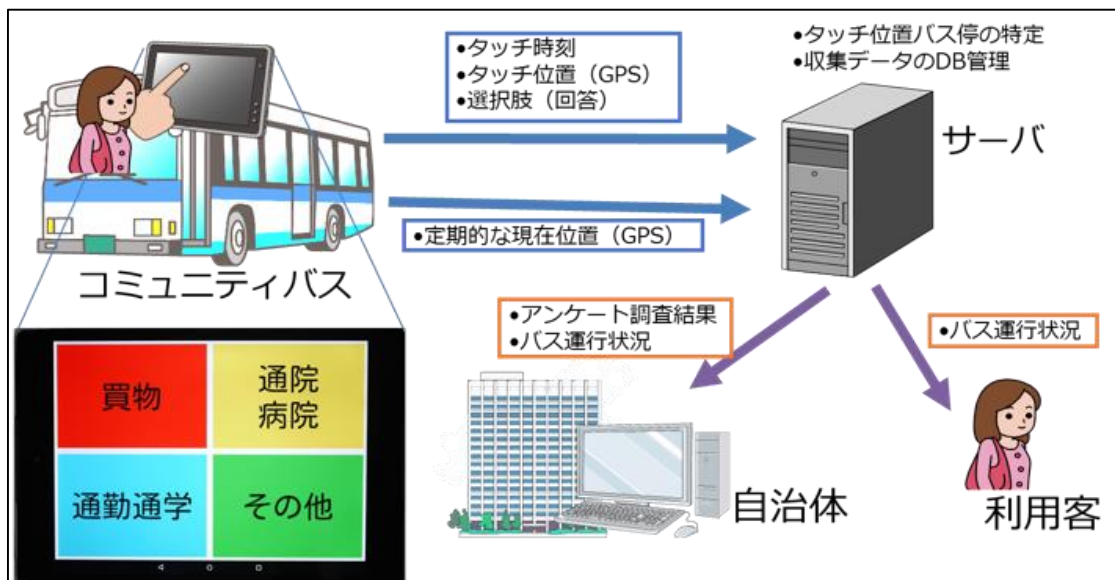 •タッチ時刻
•タッチ位置（GPS）
•選択肢（回答）
•タッチ位置バス停の特定
•収集データのDB管理
サーバ
•定期的な現在位置（GPS）
コミュニティバス
•アンケート調査結果
•バス運行状況
•バス運行状況
買物
通院
病院
通勤通学
その他
自治体
利用客